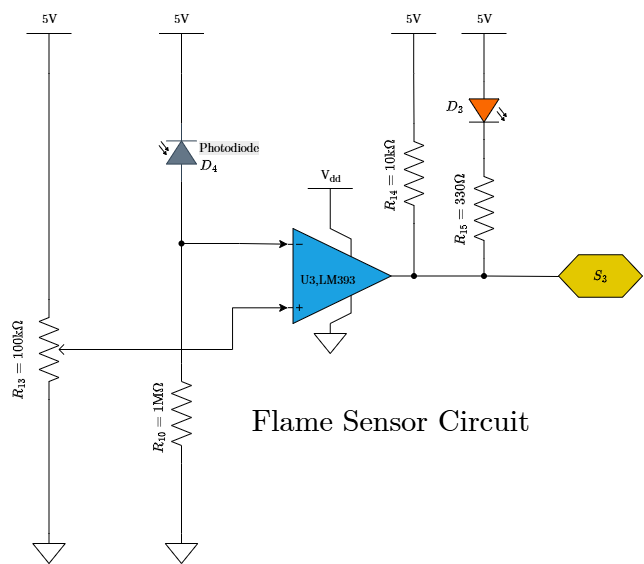 5V
5V
5V
5V
D₃
Photodiode
D₄
V_dd
R₁₄ = 10kΩ
R₁₅ = 330Ω
−
U3,LM393
+
S₃
R₁₃ = 100kΩ
R₁₀ = 1MΩ
Flame Sensor Circuit